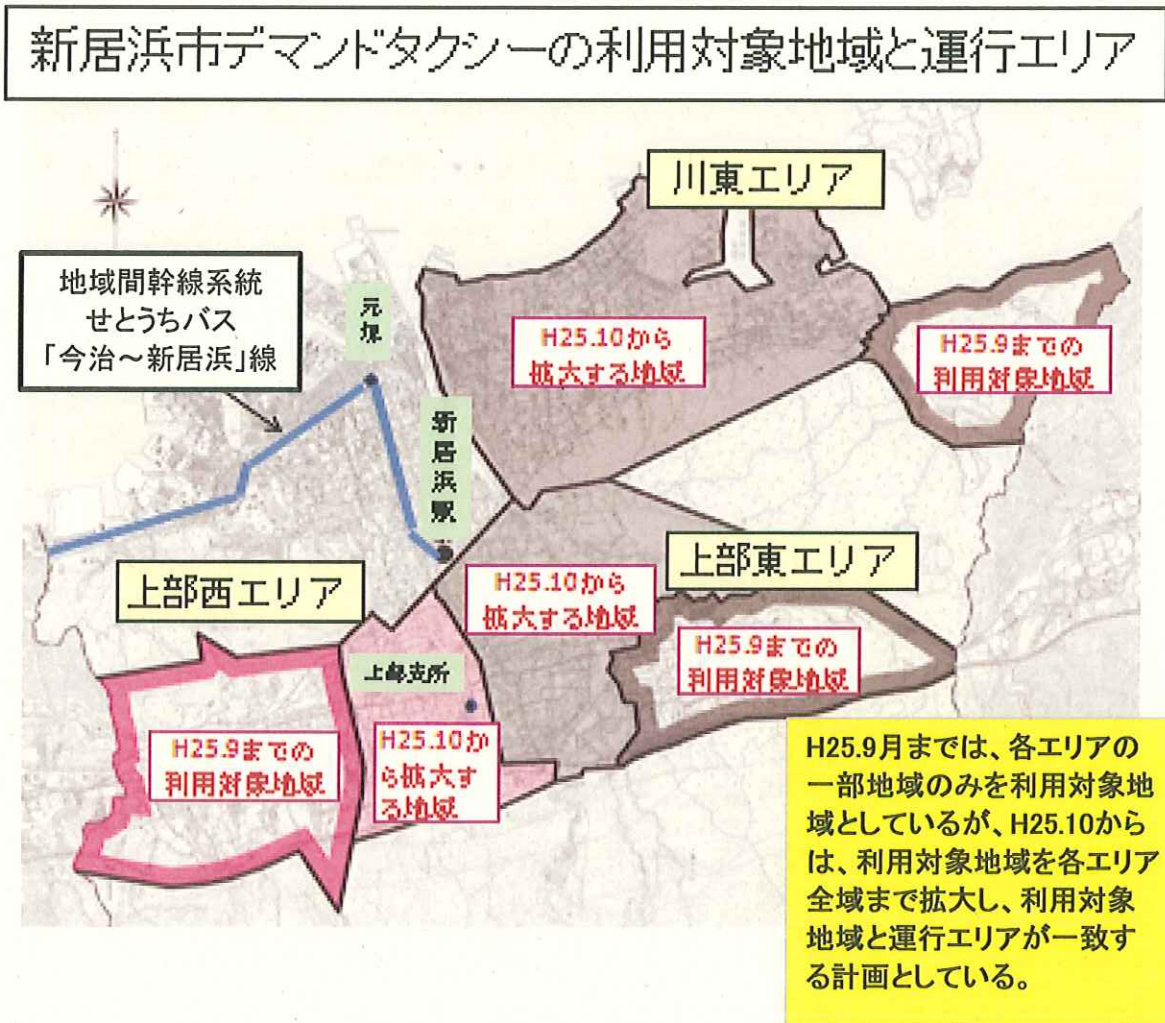 新居浜市デマンドタクシーの利用対象地域と運行エリア
川東エリア
地域間幹線系統
せとうちバス
「今治～新居浜」線
元塚
H25.10から
拡大する地域
H25.9までの
利用対象地域
新居浜駅
上部西エリア
H25.10から
拡大する地域
上部東エリア
H25.9までの
利用対象地域
上部支所
H25.9までの
利用対象地域
H25.10か
ら拡大す
る地域
H25.9月までは、各エリアの
一部地域のみを利用対象地
域としているが、H25.10から
は、利用対象地域を各エリア
全域まで拡大し、利用対象
地域と運行エリアが一致す
る計画としている。